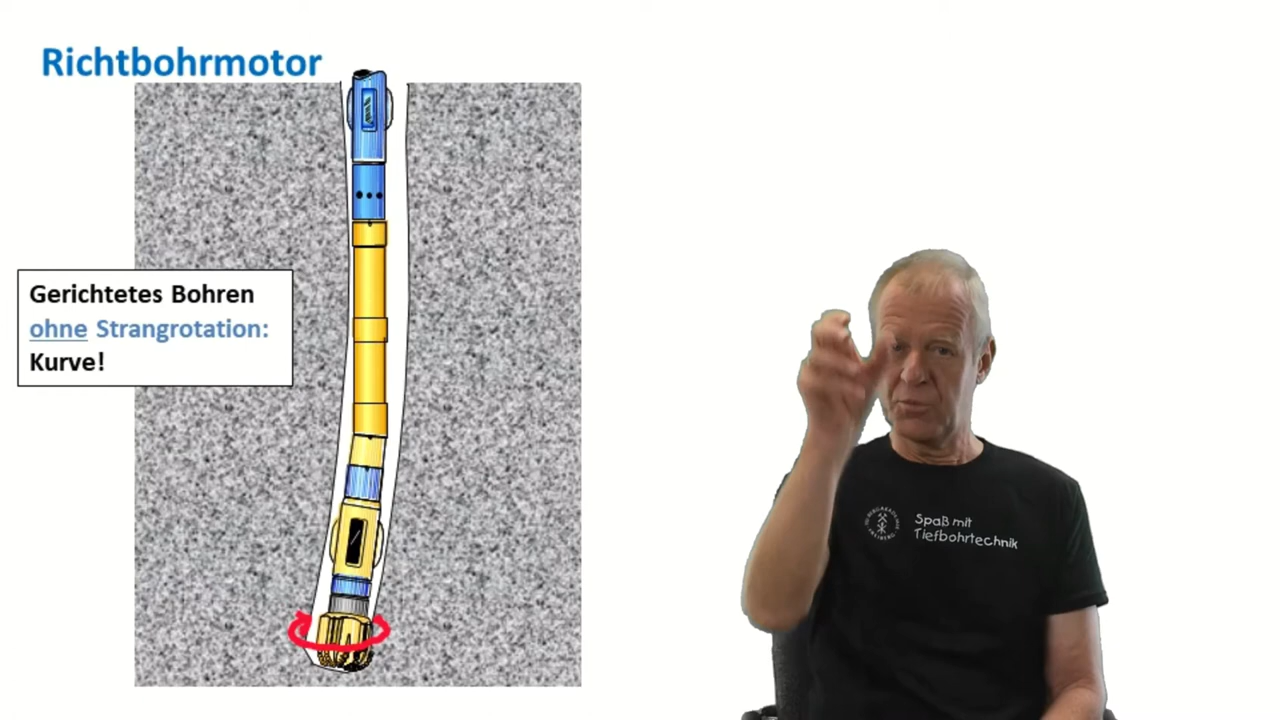 Richtbohrmotor
Gerichtetes Bohren
ohne Strangrotation:
Kurve!
Spaß mit
Tiefbohrtechnik